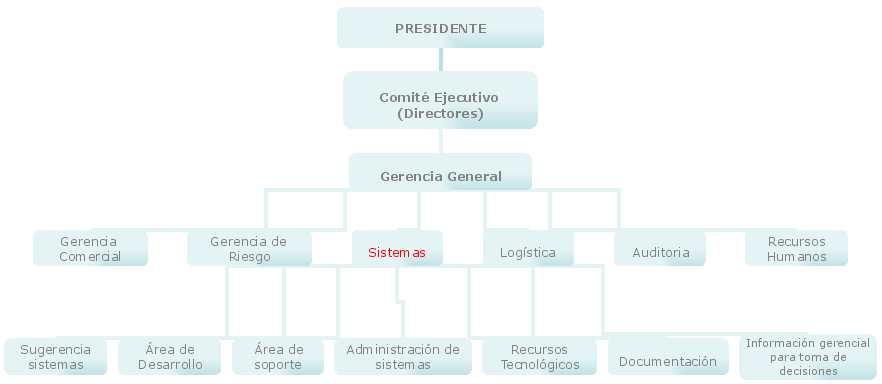 PRESIDENTE
Comité Ejecutivo
(Directores)
Gerencia General
Gerencia
Comercial
Gerencia de
Riesgo
Sistemas
Logística
Auditoria
Recursos
Humanos
Sugerencia
sistemas
Área de
Desarrollo
Área de
soporte
Administración de
sistemas
Recursos
Tecnológicos
Documentación
Información gerencial
para toma de
decisiones